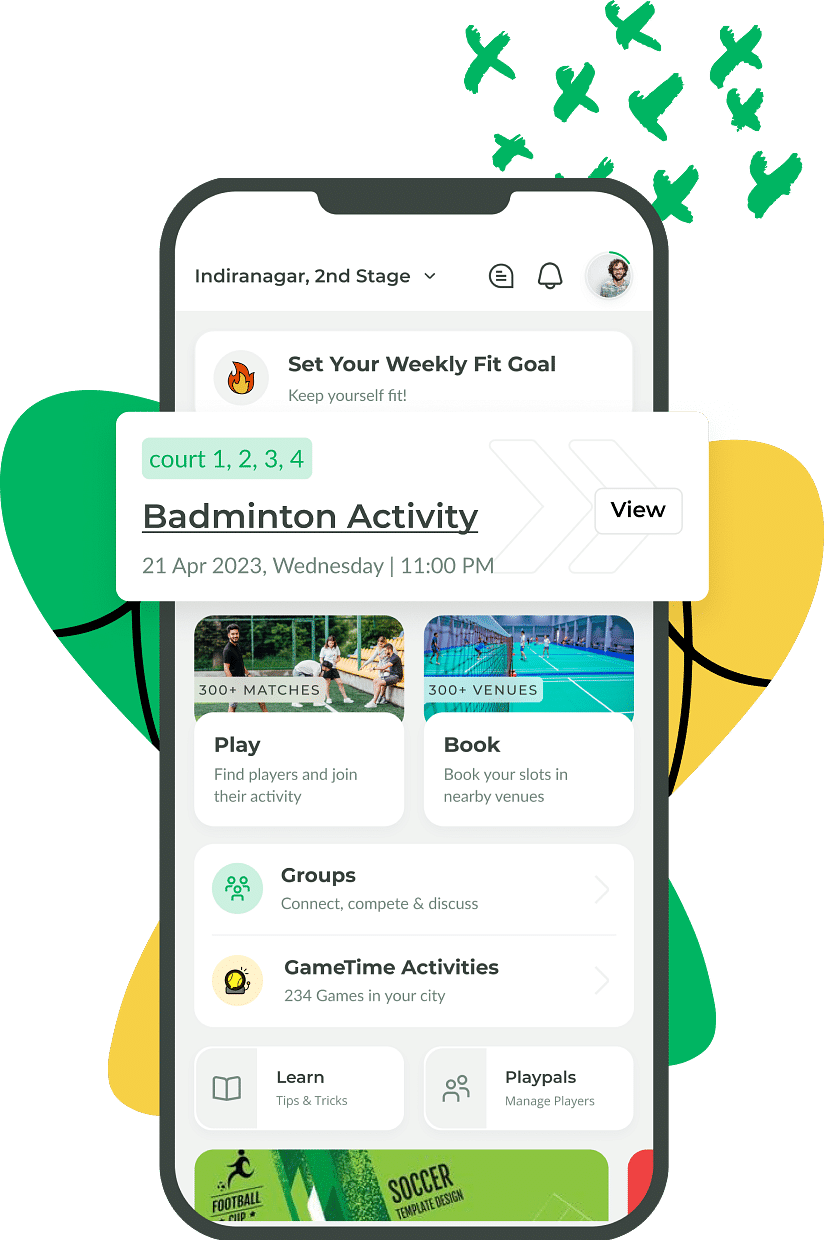 Indiranagar, 2nd Stage
Set Your Weekly Fit Goal
Keep yourself fit!
court 1, 2, 3, 4
Badminton Activity
21 Apr 2023, Wednesday | 11:00 PM
View
300+ MATCHES
300+ VENUES
Play
Find players and join
their activity
Book
Book your slots in
nearby venues
Groups
Connect, compete & discuss
GameTime Activities
234 Games in your city
Learn
Tips & Tricks
Playpals
Manage Players
FOOTBALL
CUP
SOCCER
TEMPLATE DESIGN